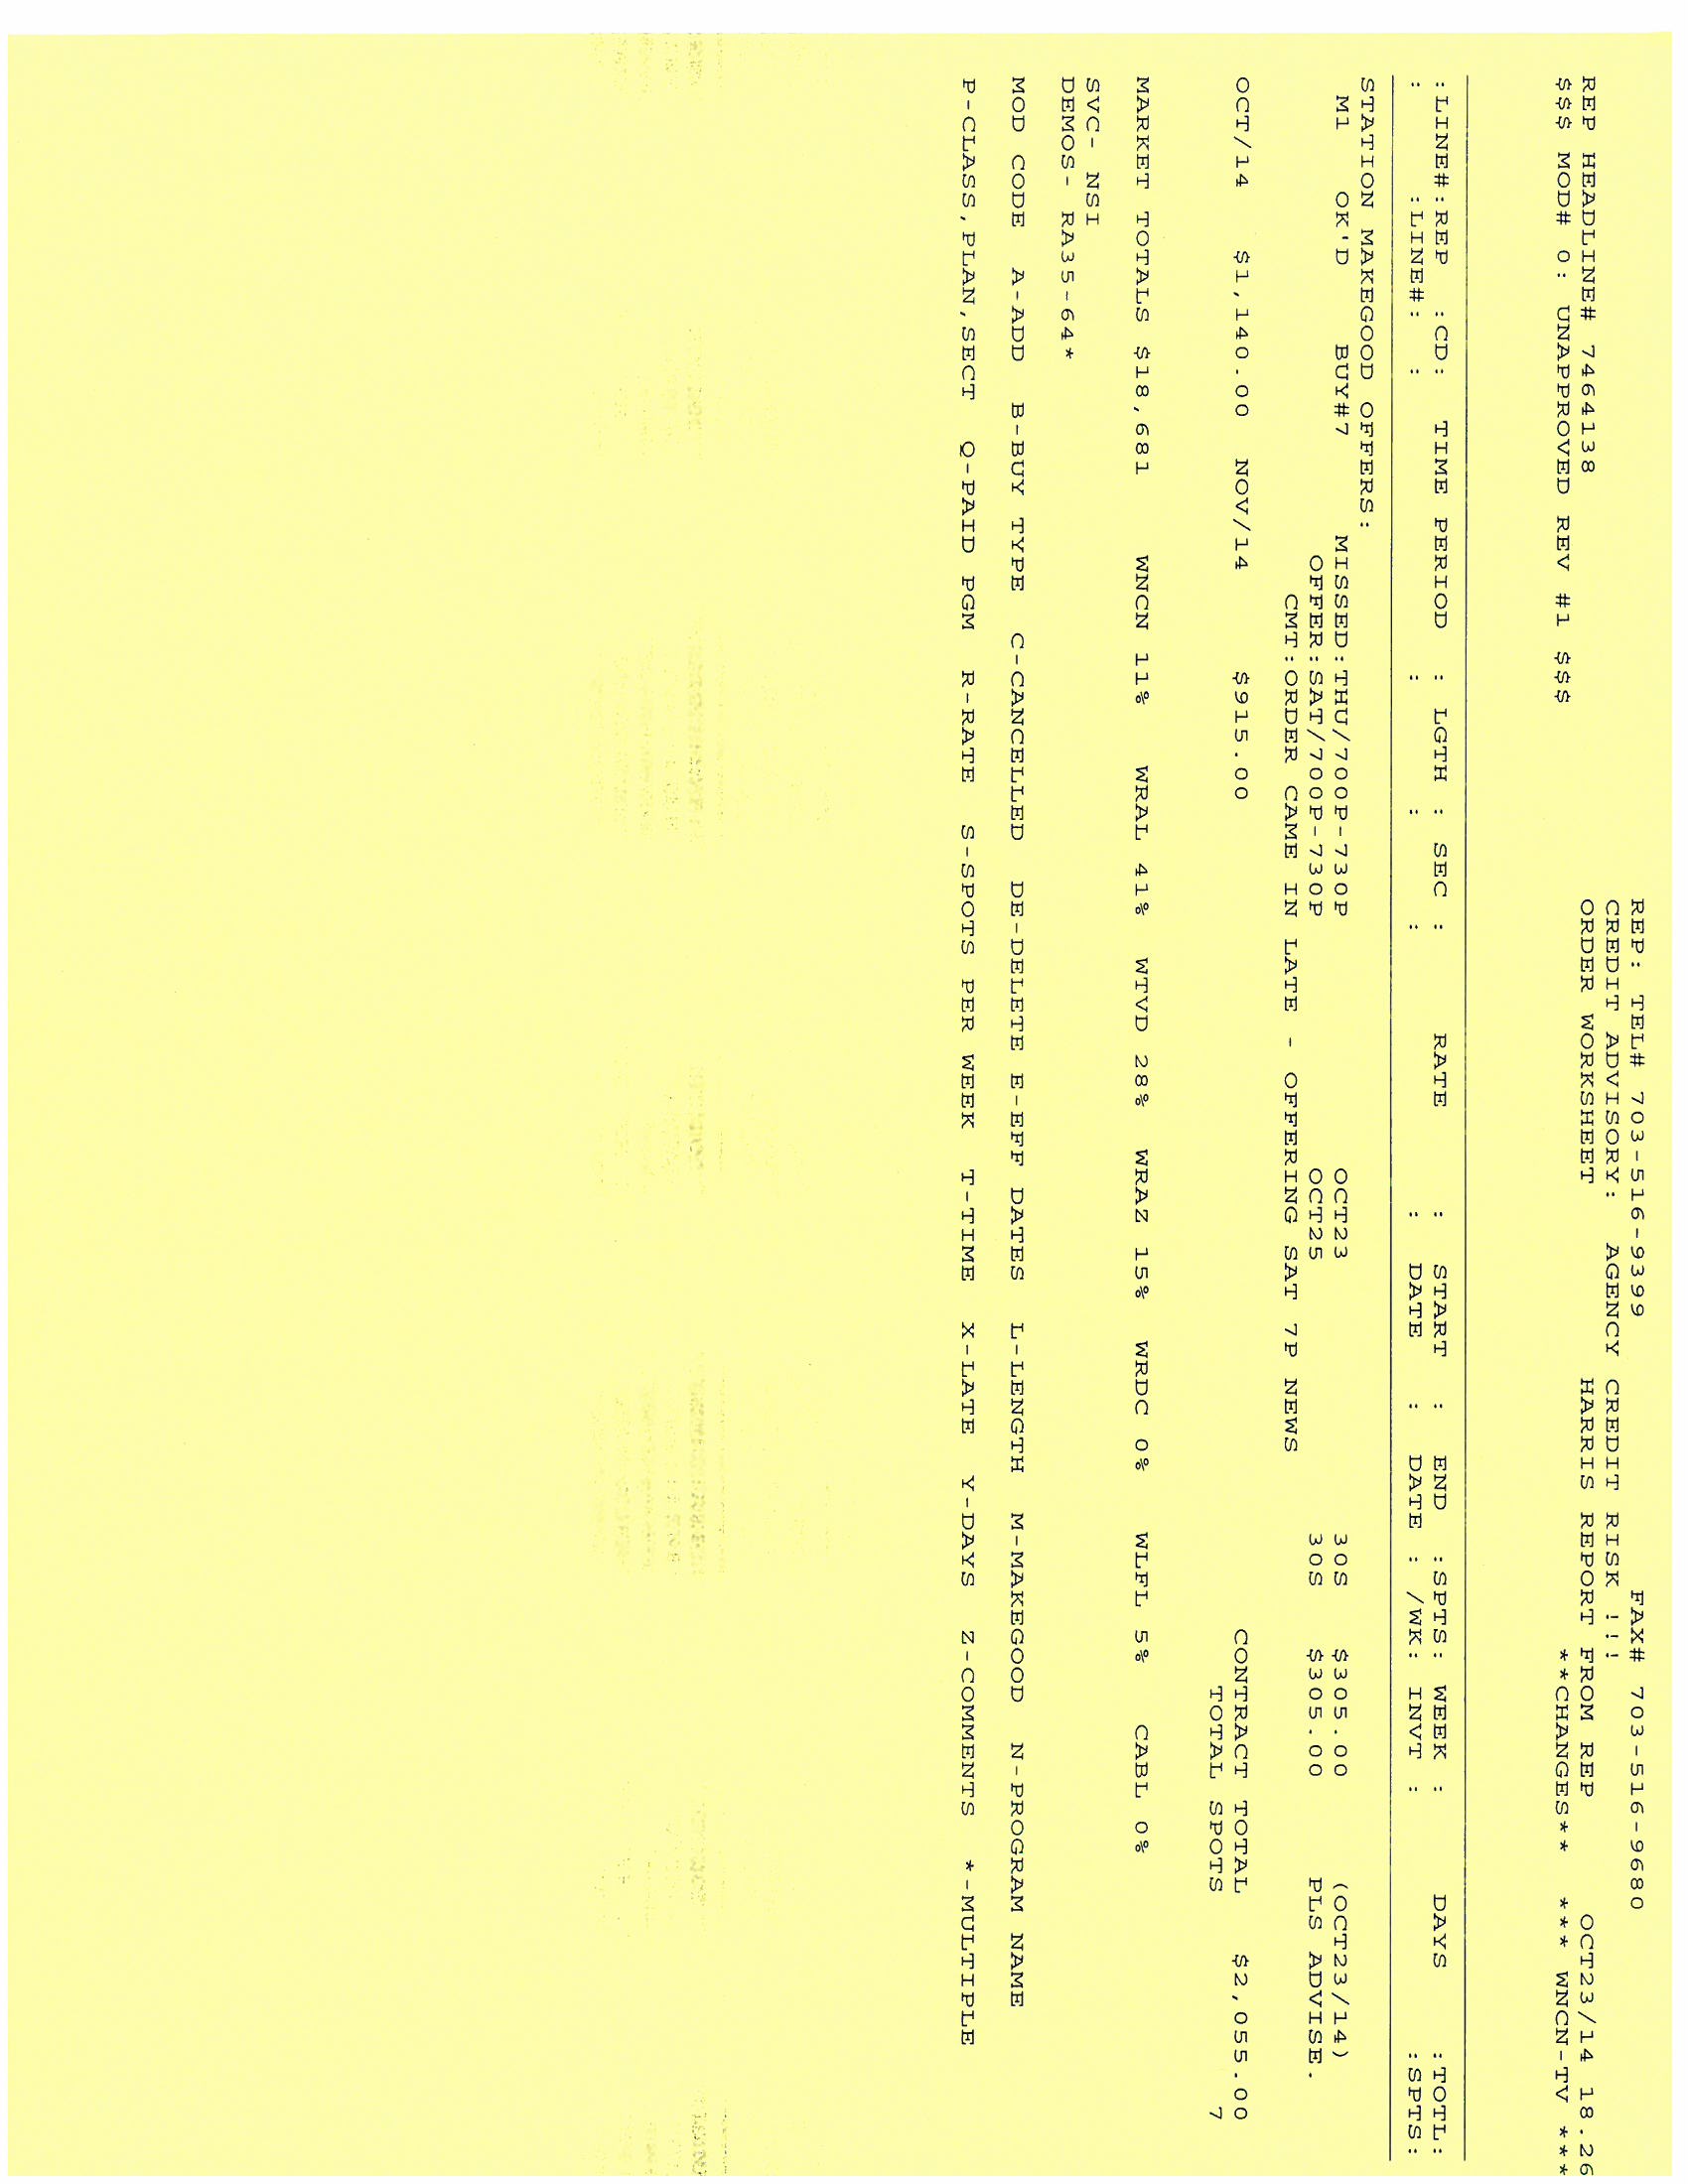 REP: TEL# 703-516-9399 FAX# 703-516-9680
CREDIT ADVISORY: AGENCY CREDIT RISK !!!
REP HEADLINE# 7464138 ORDER WORKSHEET HARRIS REPORT FROM REP OCT23/14 18.26
$$$ MOD# 0: UNAPPROVED REV #1 $$$ **CHANGES** *** WNCN-TV ***
:LINE#:REP :CD: TIME PERIOD : LGTH : SEC : RATE : START : END :SPTS: WEEK : DAYS :TOTL:
: :LINE#: : : : : : DATE : DATE : /WK: INVT : :SPTS:
STATION MAKEGOOD OFFERS:
M1 OK'D BUY#7 MISSED:THU/700P-730P OCT23 30S $305.00 (OCT23/14)
OFFER:SAT/700P-730P OCT25 30S $305.00 PLS ADVISE.
CMT:ORDER CAME IN LATE - OFFERING SAT 7P NEWS
OCT/14 $1,140.00 NOV/14 $915.00 CONTRACT TOTAL $2,055.00
TOTAL SPOTS 7
MARKET TOTALS $18,681 WNCN 11% WRAL 41% WTVD 28% WRAZ 15% WRDC 0% WLFL 5% CABL 0%
SVC- NSI
DEMOS- RA35-64*
MOD CODE A-ADD B-BUY TYPE C-CANCELLED DE-DELETE E-EFF DATES L-LENGTH M-MAKEGOOD N-PROGRAM NAME
P-CLASS,PLAN,SECT Q-PAID PGM R-RATE S-SPOTS PER WEEK T-TIME X-LATE Y-DAYS Z-COMMENTS *-MULTIPLE